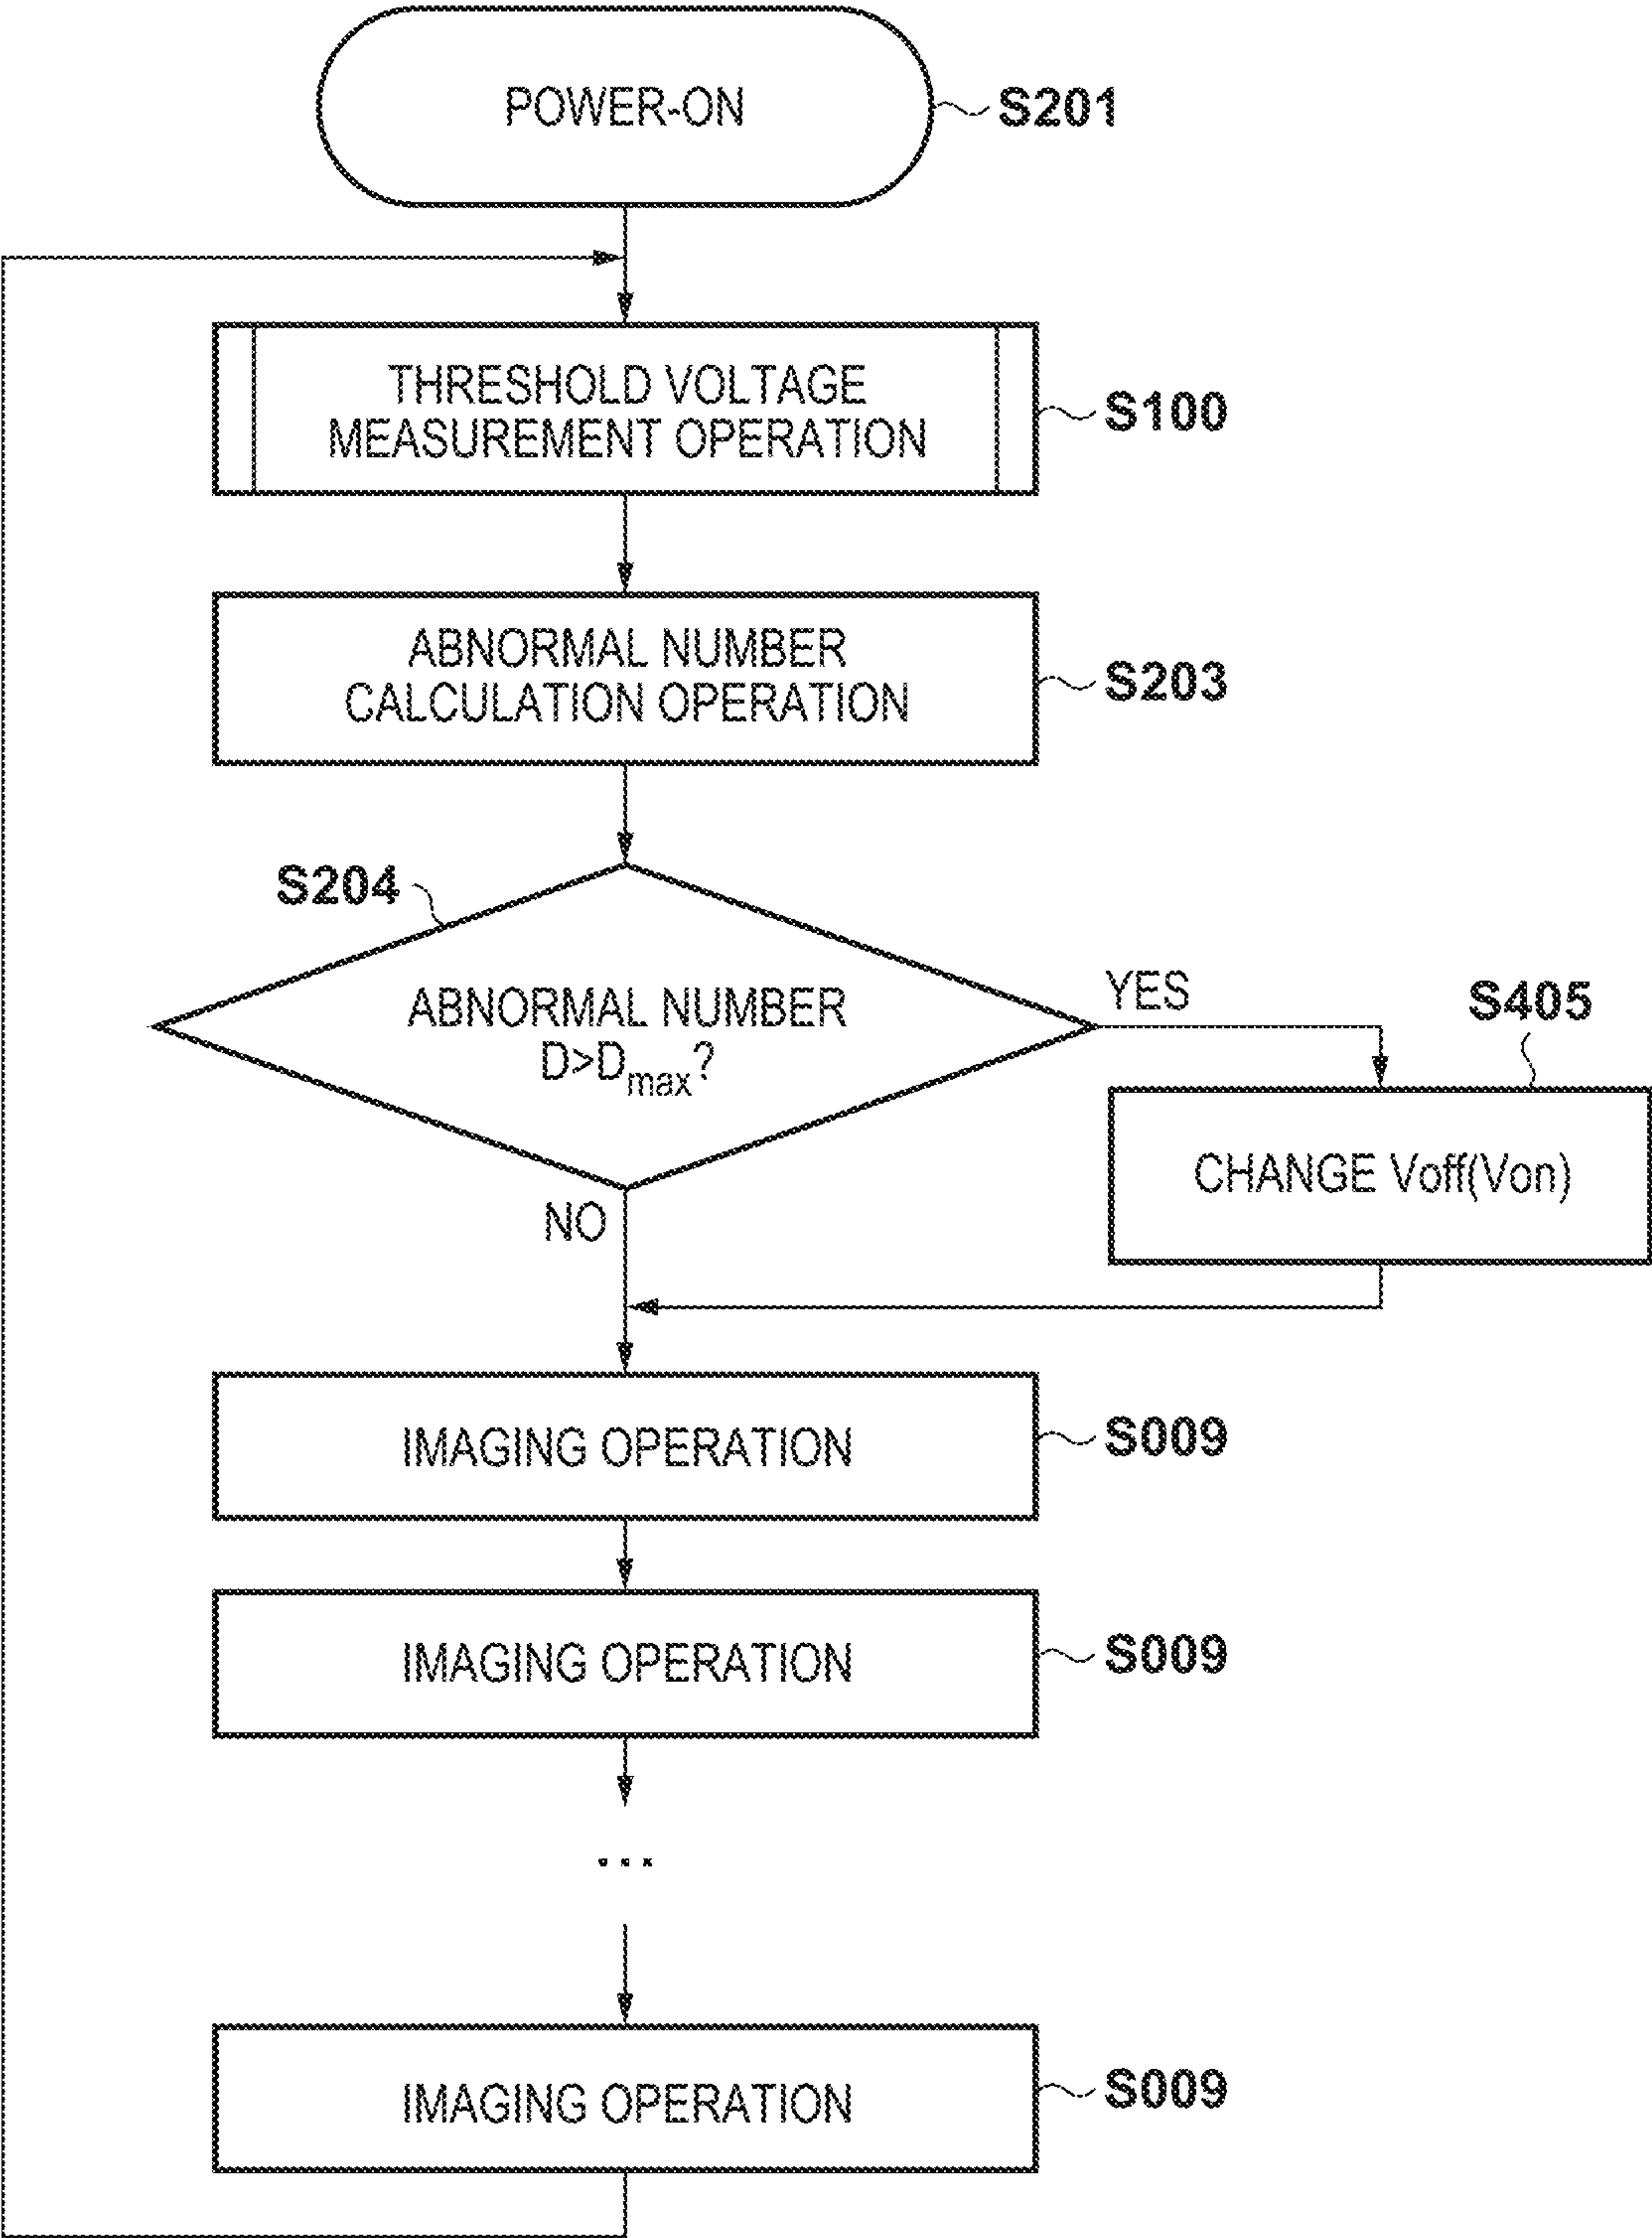 POWER-ON
S201
THRESHOLD VOLTAGE
MEASUREMENT OPERATION
S100
ABNORMAL NUMBER
CALCULATION OPERATION
S203
S204
ABNORMAL NUMBER
D>Dmax?
YES
NO
S405
CHANGE Voff(Von)
IMAGING OPERATION
S009
IMAGING OPERATION
S009
...
IMAGING OPERATION
S009